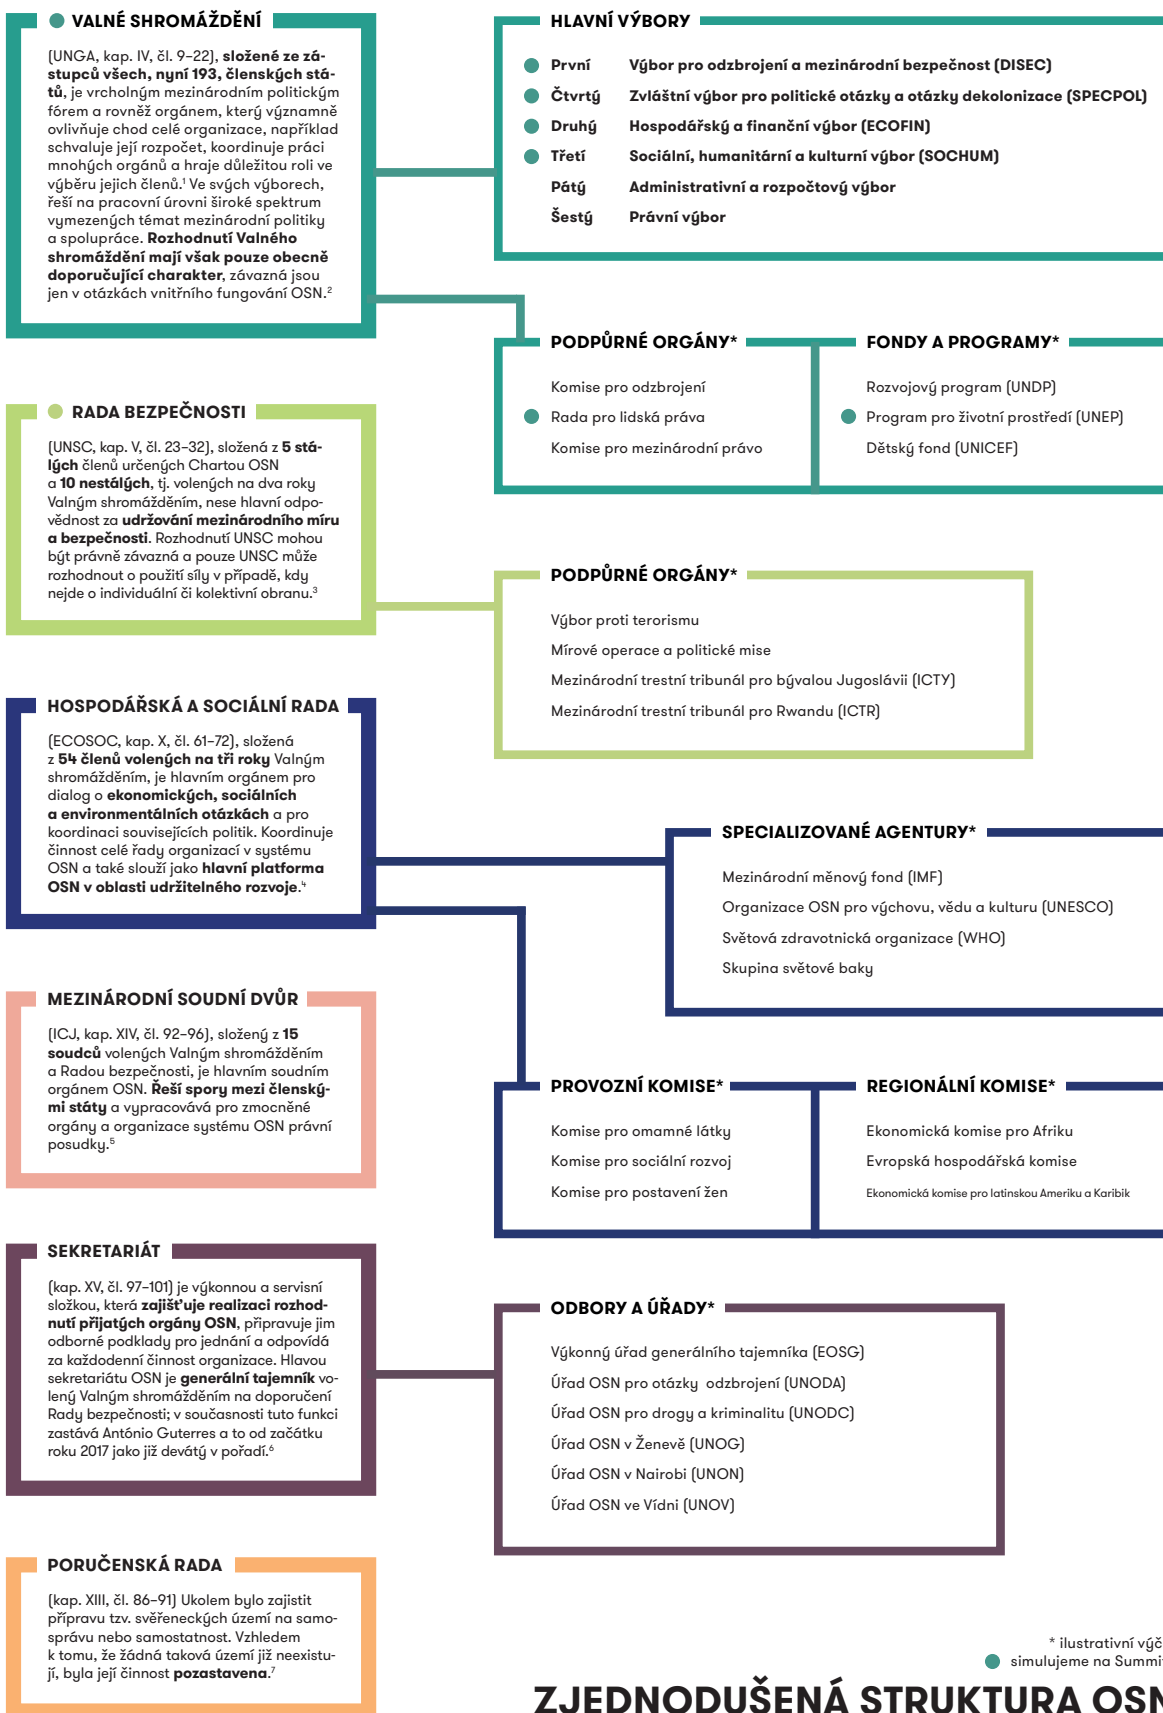 VALNÉ SHROMÁŽDĚNÍ
(UNGA, kap. IV, čl. 9–22), složené ze zá-
stupců všech, nyní 193, členských stá-
tů, je vrcholným mezinárodním politickým
fórem a rovněž orgánem, který významně
ovlivňuje chod celé organizace, například
schvaluje její rozpočet, koordinuje práci
mnohých orgánů a hraje důležitou roli ve
výběru jejich členů.¹ Ve svých výborech,
řeší na pracovní úrovni široké spektrum
vymezených témat mezinárodní politiky
a spolupráce. Rozhodnutí Valného
shromáždění mají však pouze obecně
doporučující charakter, závazná jsou
jen v otázkách vnitřního fungování OSN.²
HLAVNÍ VÝBORY
První Výbor pro odzbrojení a mezinárodní bezpečnost (DISEC)
Čtvrtý Zvláštní výbor pro politické otázky a otázky dekolonizace (SPECPOL)
Druhý Hospodářský a finanční výbor (ECOFIN)
Třetí Sociální, humanitární a kulturní výbor (SOCHUM)
Pátý Administrativní a rozpočtový výbor
Šestý Právní výbor
PODPŮRNÉ ORGÁNY*
Komise pro odzbrojení
Rada pro lidská práva
Komise pro mezinárodní právo
FONDY A PROGRAMY*
Rozvojový program (UNDP)
Program pro životní prostředí (UNEP)
Dětský fond (UNICEF)
RADA BEZPEČNOSTI
(UNSC, kap. V, čl. 23–32), složená z 5 stá-
lých členů určených Chartou OSN
a 10 nestálých, tj. volených na dva roky
Valným shromážděním, nese hlavní odpo-
vědnost za udržování mezinárodního míru
a bezpečnosti. Rozhodnutí UNSC mohou
být právně závazná a pouze UNSC může
rozhodnout o použití síly v případě, kdy
nejde o individuální či kolektivní obranu.³
PODPŮRNÉ ORGÁNY*
Výbor proti terorismu
Mírové operace a politické mise
Mezinárodní trestní tribunál pro bývalou Jugoslávii (ICTY)
Mezinárodní trestní tribunál pro Rwandu (ICTR)
HOSPODÁŘSKÁ A SOCIÁLNÍ RADA
(ECOSOC, kap. X, čl. 61–72), složená
z 54 členů volených na tři roky Valným
shromážděním, je hlavním orgánem pro
dialog o ekonomických, sociálních
a environmentálních otázkách a pro
koordinaci souvisejících politik. Koordinuje
činnost celé řady organizací v systému
OSN a také slouží jako hlavní platforma
OSN v oblasti udržitelného rozvoje.⁴
SPECIALIZOVANÉ AGENTURY*
Mezinárodní měnový fond (IMF)
Organizace OSN pro výchovu, vědu a kulturu (UNESCO)
Světová zdravotnická organizace (WHO)
Skupina světové baky
MEZINÁRODNÍ SOUDNÍ DVŮR
(ICJ, kap. XIV, čl. 92–96), složený z 15
soudců volených Valným shromážděním
a Radou bezpečnosti, je hlavním soudním
orgánem OSN. Řeší spory mezi členský-
mi státy a vypracovává pro zmocněné
orgány a organizace systému OSN právní
posudky.⁵
PROVOZNÍ KOMISE*
Komise pro omamné látky
Komise pro sociální rozvoj
Komise pro postavení žen
REGIONÁLNÍ KOMISE*
Ekonomická komise pro Afriku
Evropská hospodářská komise
Ekonomická komise pro latinskou Ameriku a Karibik
SEKRETARIÁT
(kap. XV, čl. 97–101) je výkonnou a servisní
složkou, která zajišťuje realizaci rozhod-
nutí přijatých orgány OSN, připravuje jim
odborné podklady pro jednání a odpovídá
za každodenní činnost organizace. Hlavou
sekretariátu OSN je generální tajemník vo-
lený Valným shromážděním na doporučení
Rady bezpečnosti; v současnosti tuto funkci
zastává António Guterres a to od začátku
roku 2017 jako již devátý v pořadí.⁶
ODBORY A ÚŘADY*
Výkonný úřad generálního tajemníka (EOSG)
Úřad OSN pro otázky odzbrojení (UNODA)
Úřad OSN pro drogy a kriminalitu (UNODC)
Úřad OSN v Ženevě (UNOG)
Úřad OSN v Nairobi (UNON)
Úřad OSN ve Vídni (UNOV)
PORUČENSKÁ RADA
(kap. XIII, čl. 86–91) Ukolem bylo zajistit
přípravu tzv. svěřeneckých území na samo-
správu nebo samostatnost. Vzhledem
k tomu, že žádná taková území již neexistu-
jí, byla její činnost pozastavena.⁷
* ilustrativní výč
simulujeme na Summi
ZJEDNODUŠENÁ STRUKTURA OSN